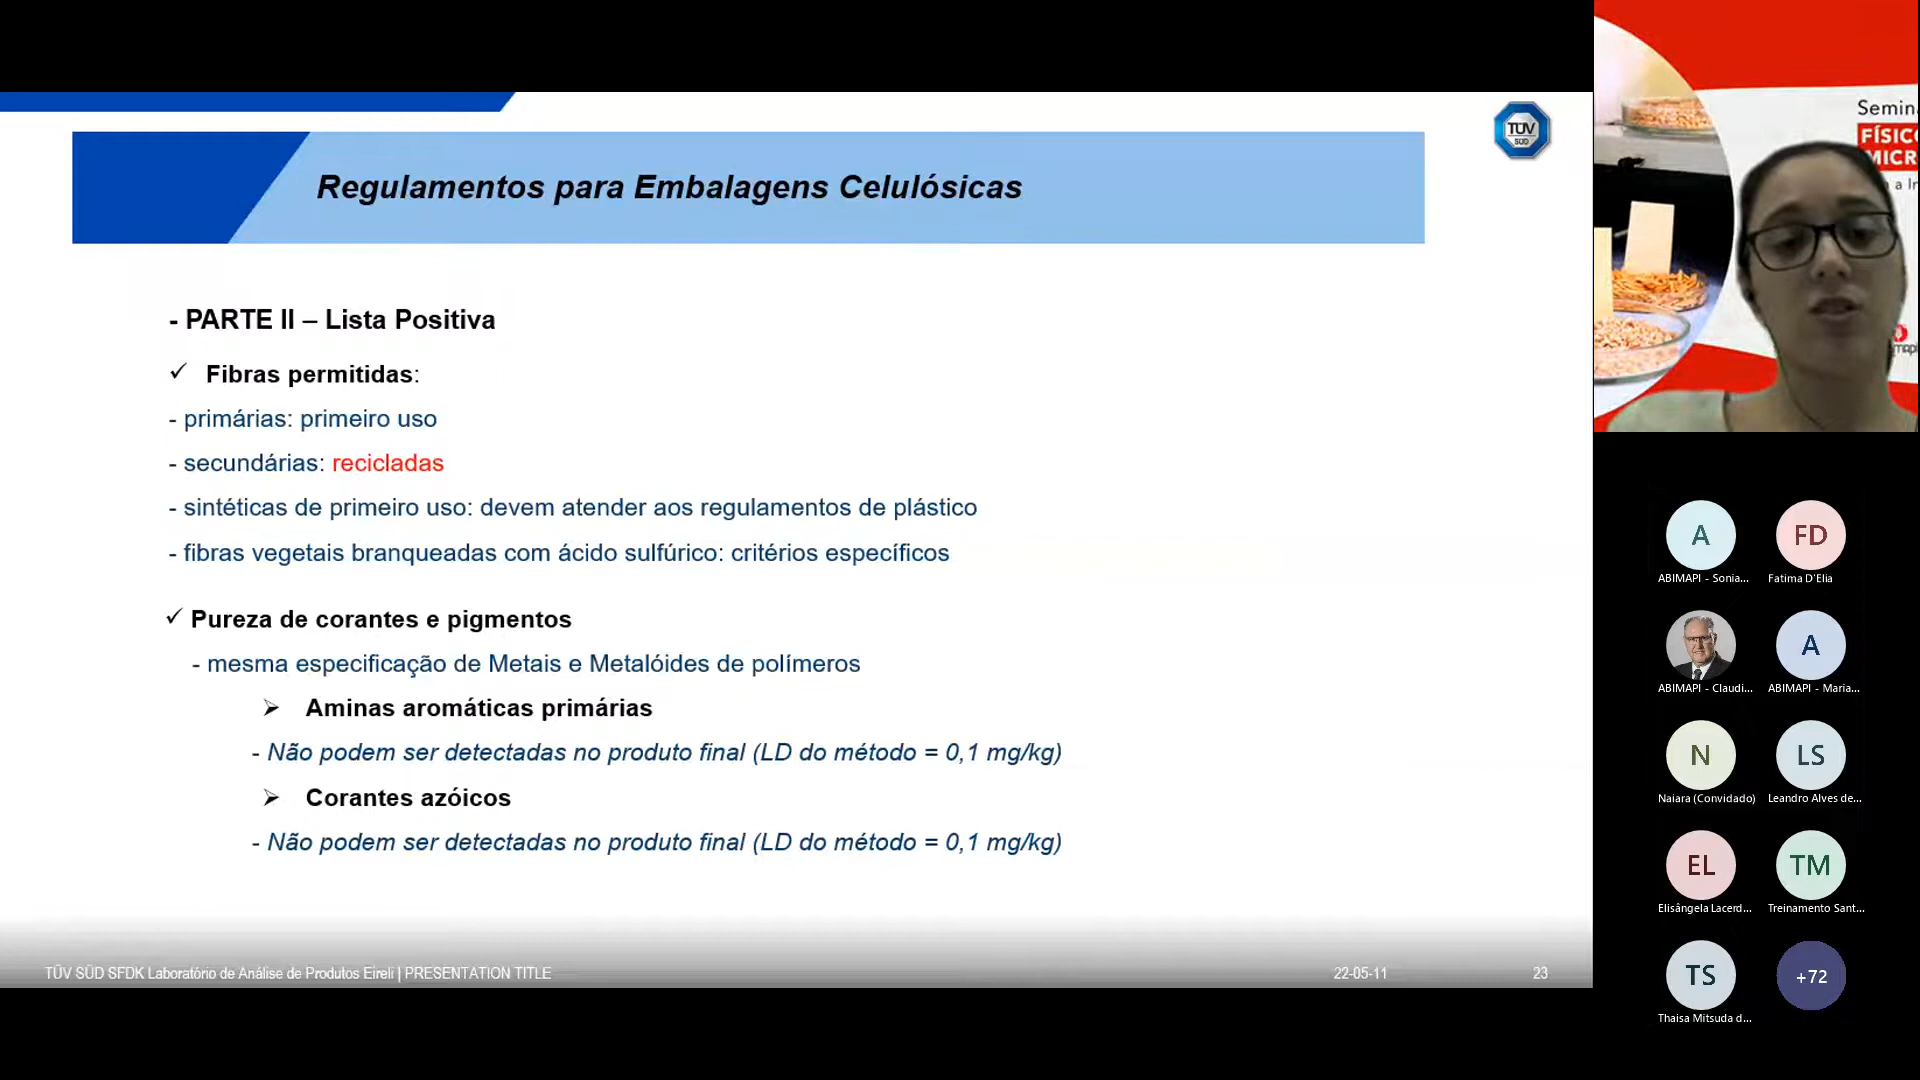 TÜV
SÜD
Regulamentos para Embalagens Celulósicas
- PARTE II – Lista Positiva
✓ Fibras permitidas:
- primárias: primeiro uso
- secundárias: recicladas
- sintéticas de primeiro uso: devem atender aos regulamentos de plástico
- fibras vegetais branqueadas com ácido sulfúrico: critérios específicos
✓ Pureza de corantes e pigmentos
- mesma especificação de Metais e Metalóides de polímeros
➢ Aminas aromáticas primárias
- Não podem ser detectadas no produto final (LD do método = 0,1 mg/kg)
➢ Corantes azóicos
- Não podem ser detectadas no produto final (LD do método = 0,1 mg/kg)
TÜV SÜD SFDK Laboratório de Análise de Produtos Eireli | PRESENTATION TITLE
22-05-11
23
Semin
FÍSIC
MICR
a In
A
FD
ABIMAPI - Sonia...
Fatima D'Elia
A
ABIMAPI - Claudi...
ABIMAPI - Maria...
N
LS
Naiara (Convidado)
Leandro Alves de...
EL
TM
Elisângela Lacerd...
Treinamento Sant...
TS
+72
Thaisa Mitsuda d...